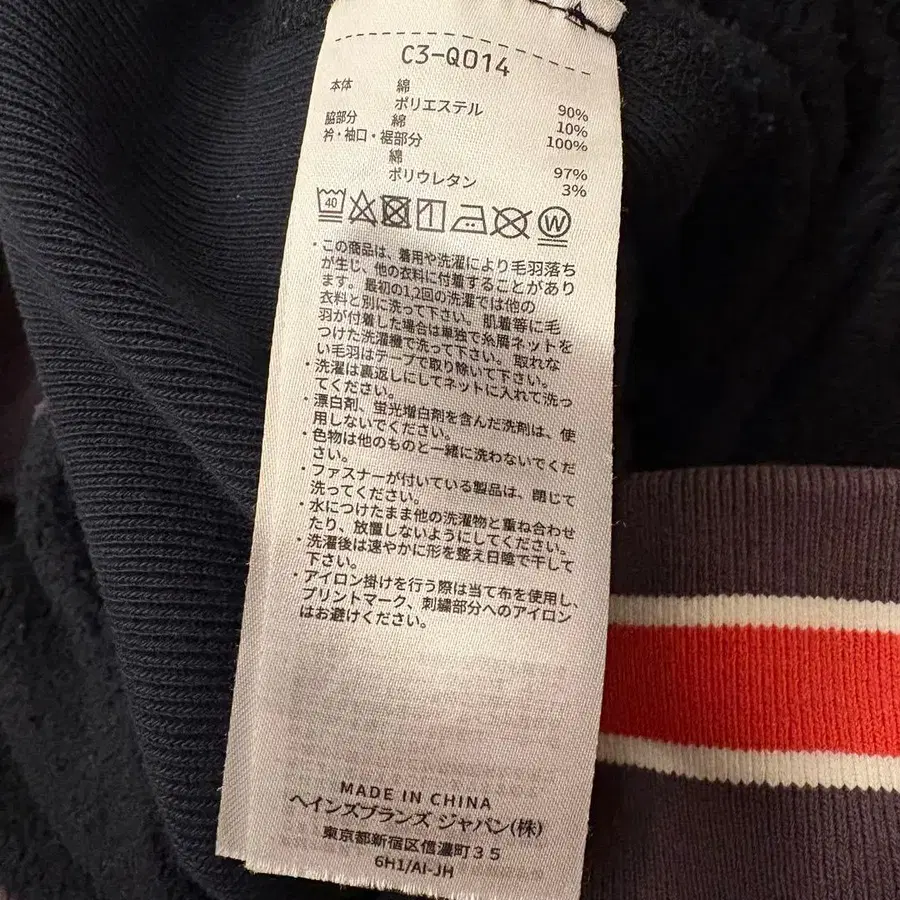 C3-Q014
本体 綿 90%
ポリエステル 10%
脇部分 綿 100%
衿・袖口・裾部分
綿 97%
ポリウレタン 3%
40 W
・この商品は、着用や洗濯により毛羽落ち
が生じ、他の衣料に付着することがあり
ます。最初の1,2回の洗濯では他の
衣料と別に洗って下さい。肌着等に毛
羽が付着した場合は単独で糸屑ネットを
つけた洗濯機で洗って下さい。取れな
い毛羽はテープで取り除いて下さい。
・洗濯は裏返しにしてネットに入れて洗っ
てください。
・漂白剤、蛍光増白剤を含んだ洗剤は、使
用しないでください。
・色物は他のものと一緒に洗わないでくだ
さい。
・ファスナーが付いている製品は、閉じて
洗ってください。
・水につけたまま他の洗濯物と重ね合わせ
たり、放置しないようにしてください。
・洗濯後は速やかに形を整え日陰で干して
下さい。
・アイロン掛けを行う際は当て布を使用し、
プリントマーク、刺繍部分へのアイロン
はお避けください。
MADE IN CHINA
ヘインズブランズ ジャパン(株)
東京都新宿区信濃町３５
6H1/AI-JH